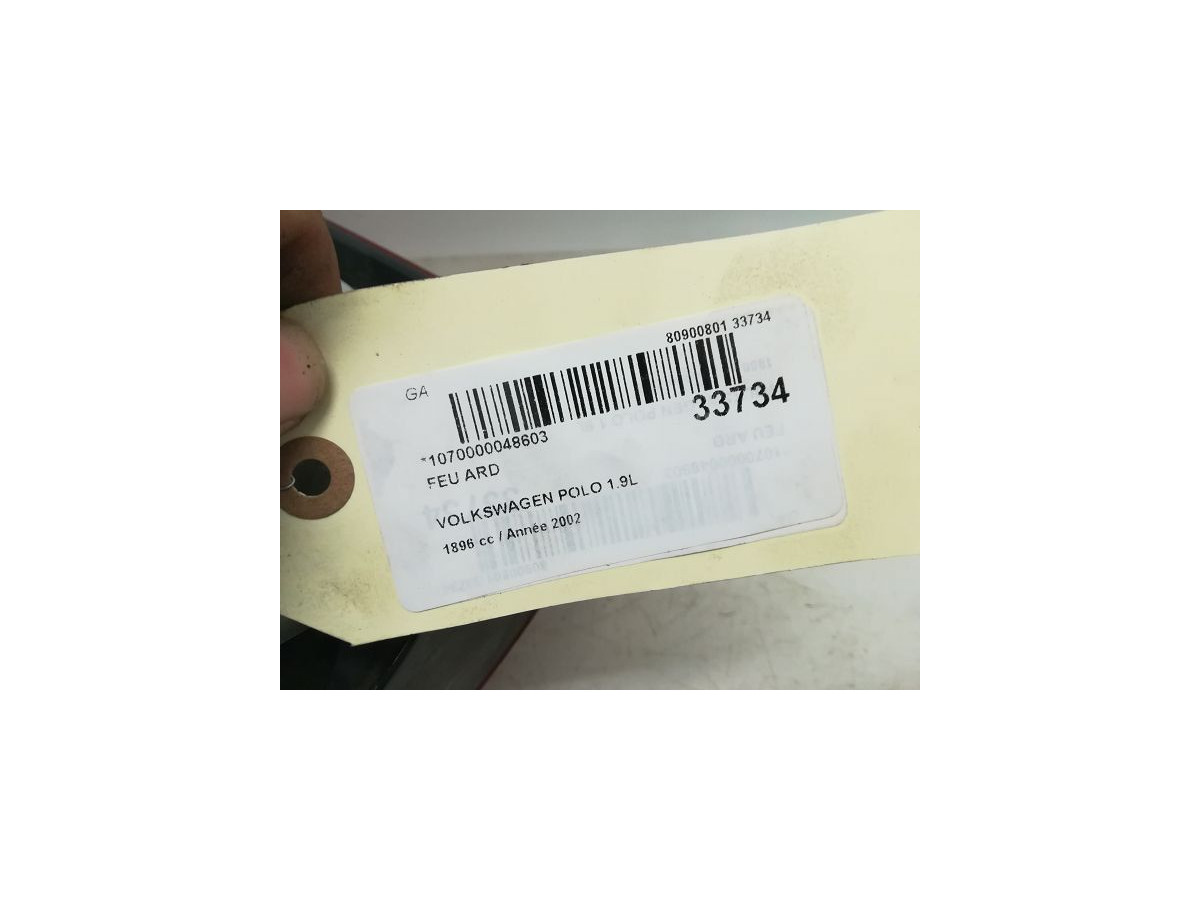 80900801 33734
GA
33734
*1070000048603
FEU ARD
VOLKSWAGEN POLO 1.9L
1896 cc / Année 2002